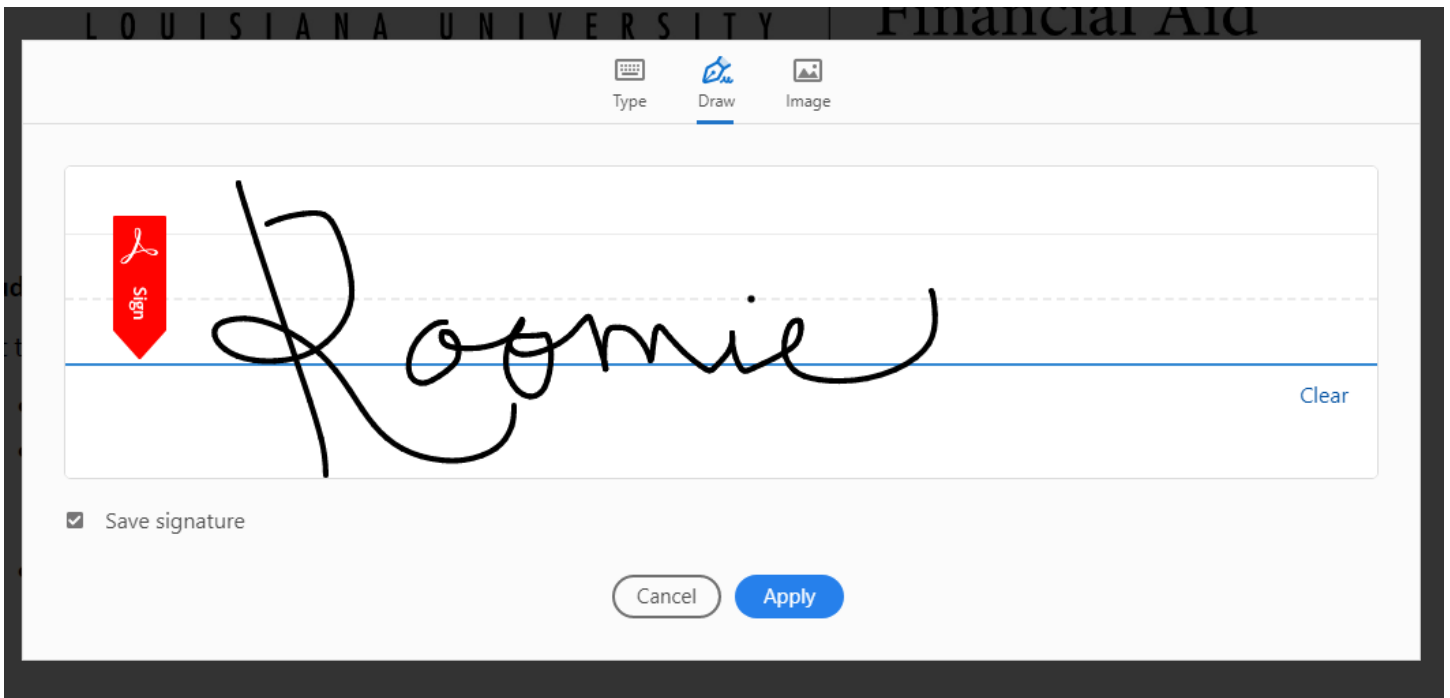 LOUISIANA UNIVERSITY | Financial Aid
Type Draw Image
Sign
Roomie
Clear
Save signature
Cancel Apply